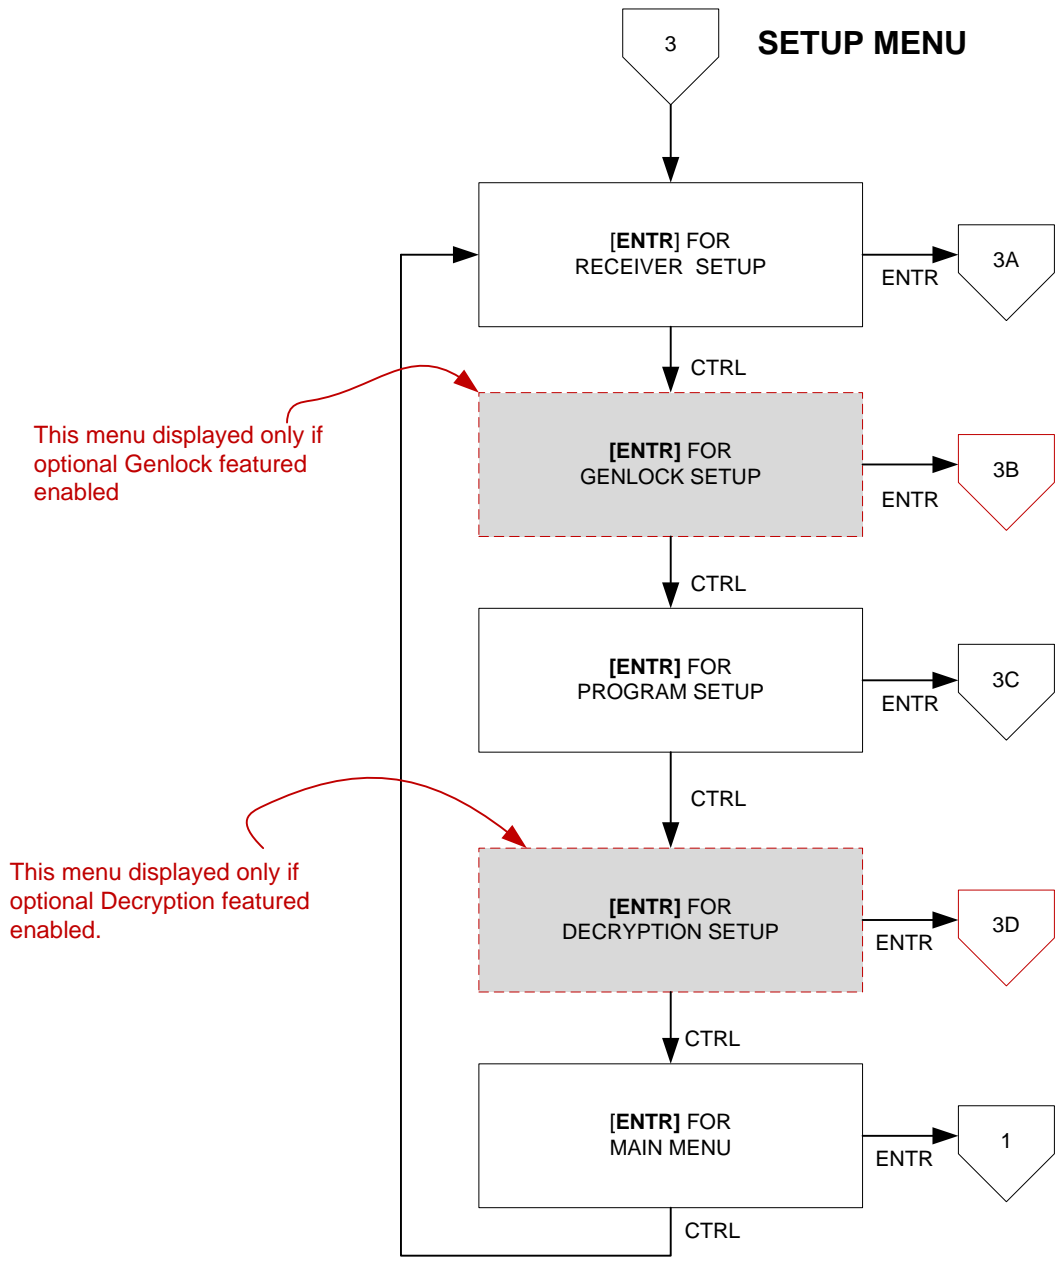 3
SETUP MENU
[ENTR] FOR
RECEIVER SETUP
ENTR
3A
CTRL
This menu displayed only if
optional Genlock featured
enabled
[ENTR] FOR
GENLOCK SETUP
ENTR
3B
CTRL
[ENTR] FOR
PROGRAM SETUP
ENTR
3C
CTRL
This menu displayed only if
optional Decryption featured
enabled.
[ENTR] FOR
DECRYPTION SETUP
ENTR
3D
CTRL
[ENTR] FOR
MAIN MENU
ENTR
1
CTRL